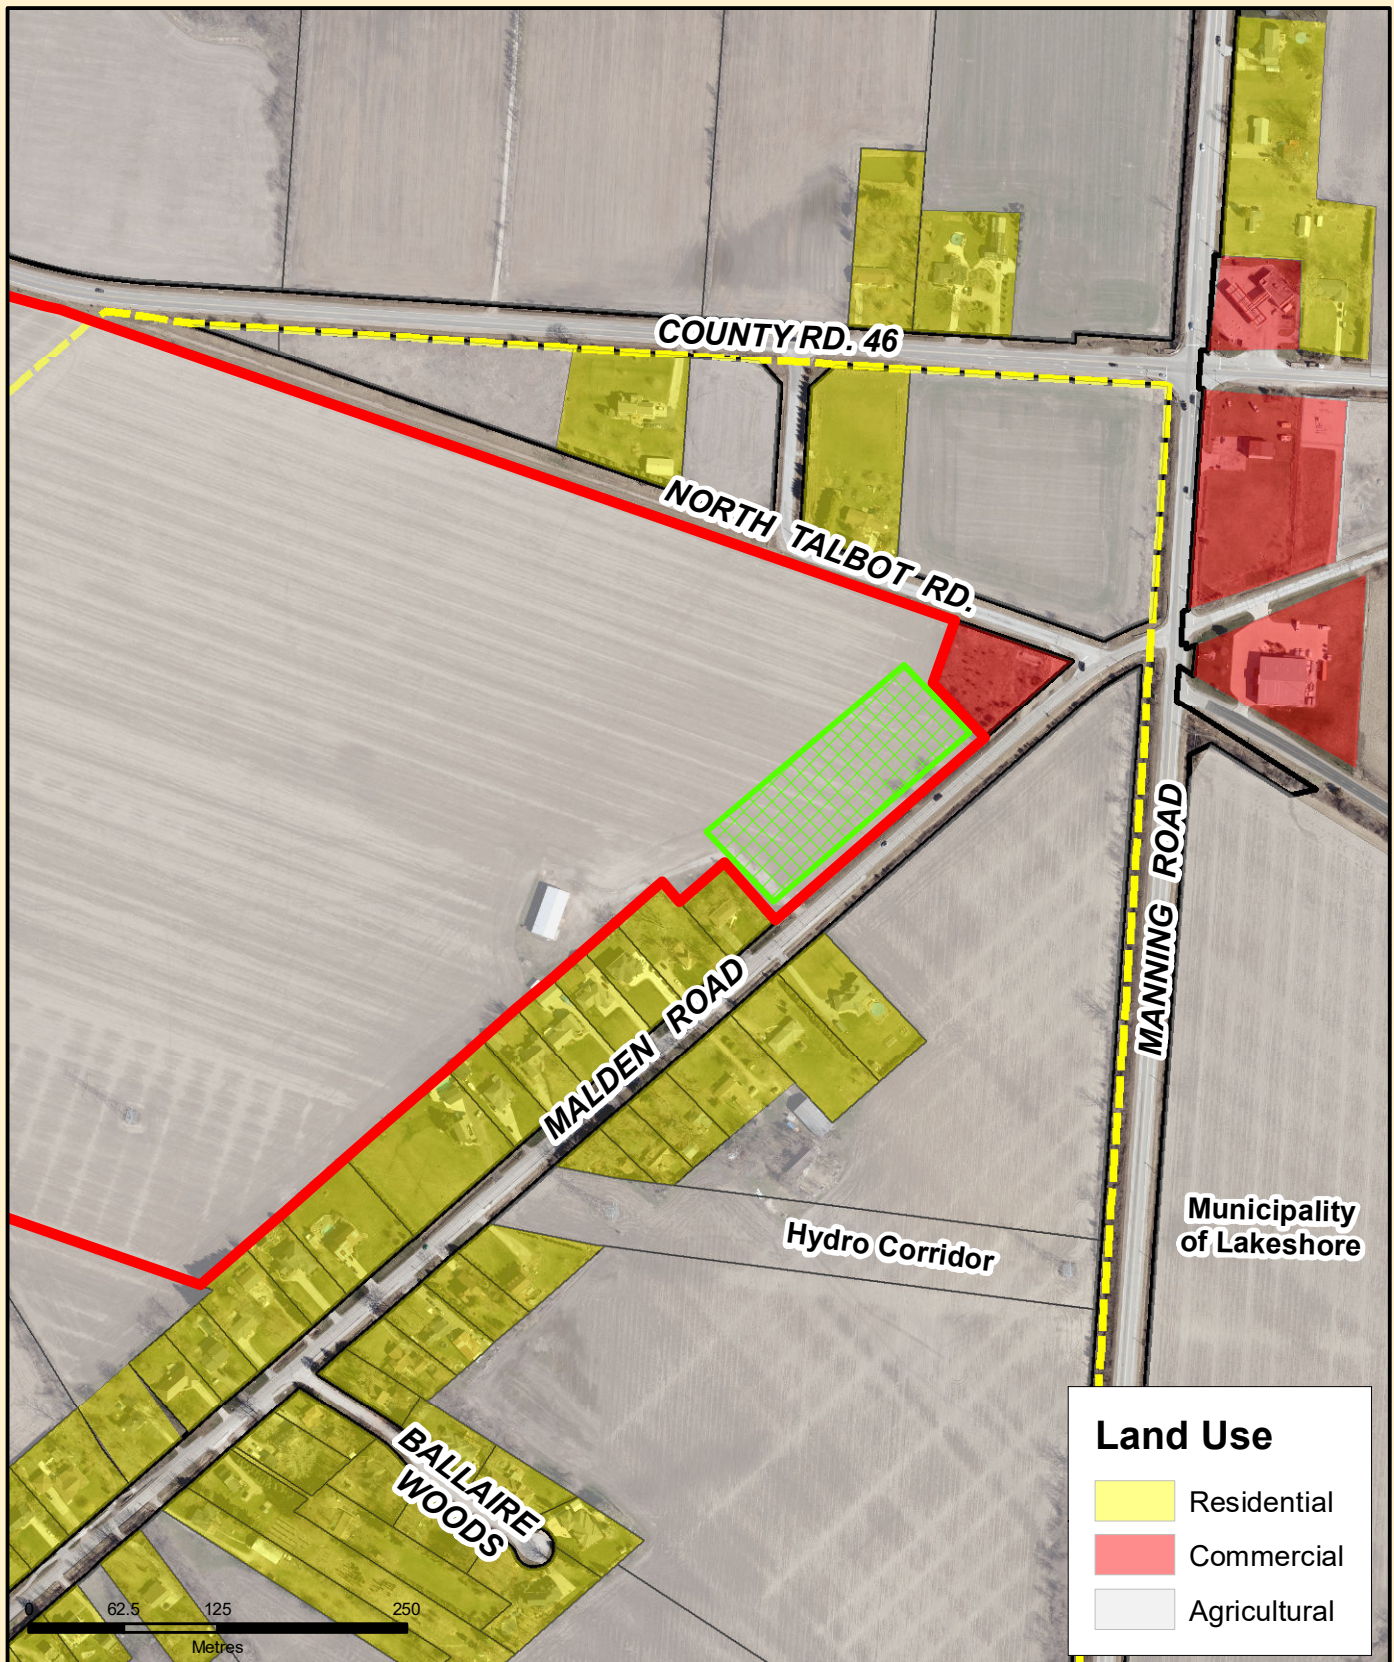 COUNTY RD. 46
NORTH TALBOT RD.
MANNING ROAD
MALDEN ROAD
Municipality
of Lakeshore
Hydro Corridor
BALLAIRE
WOODS
Land Use
Residential
Commercial
Agricultural
0 62.5 125 250
Metres